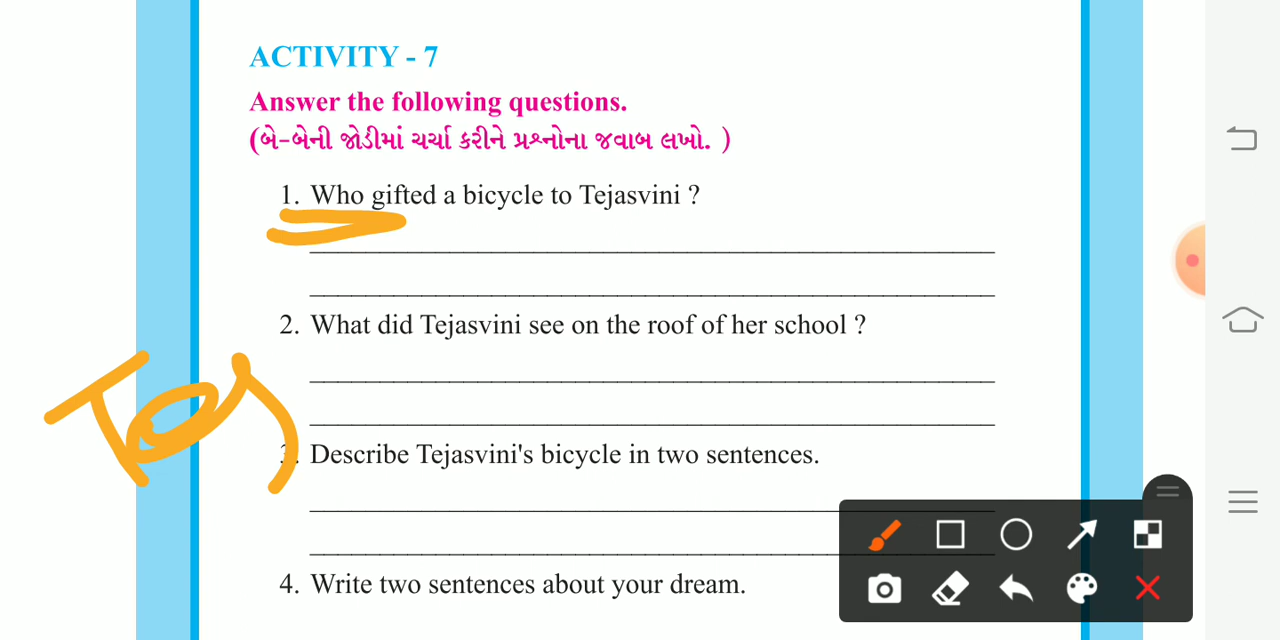 ACTIVITY - 7
Answer the following questions.
(બે-બેની જોડીમાં ચર્ચા કરીને પ્રશ્નોના જવાબ લખો. )
1. Who gifted a bicycle to Tejasvini ?
2. What did Tejasvini see on the roof of her school ?
Tej
3. Describe Tejasvini's bicycle in two sentences.
4. Write two sentences about your dream.